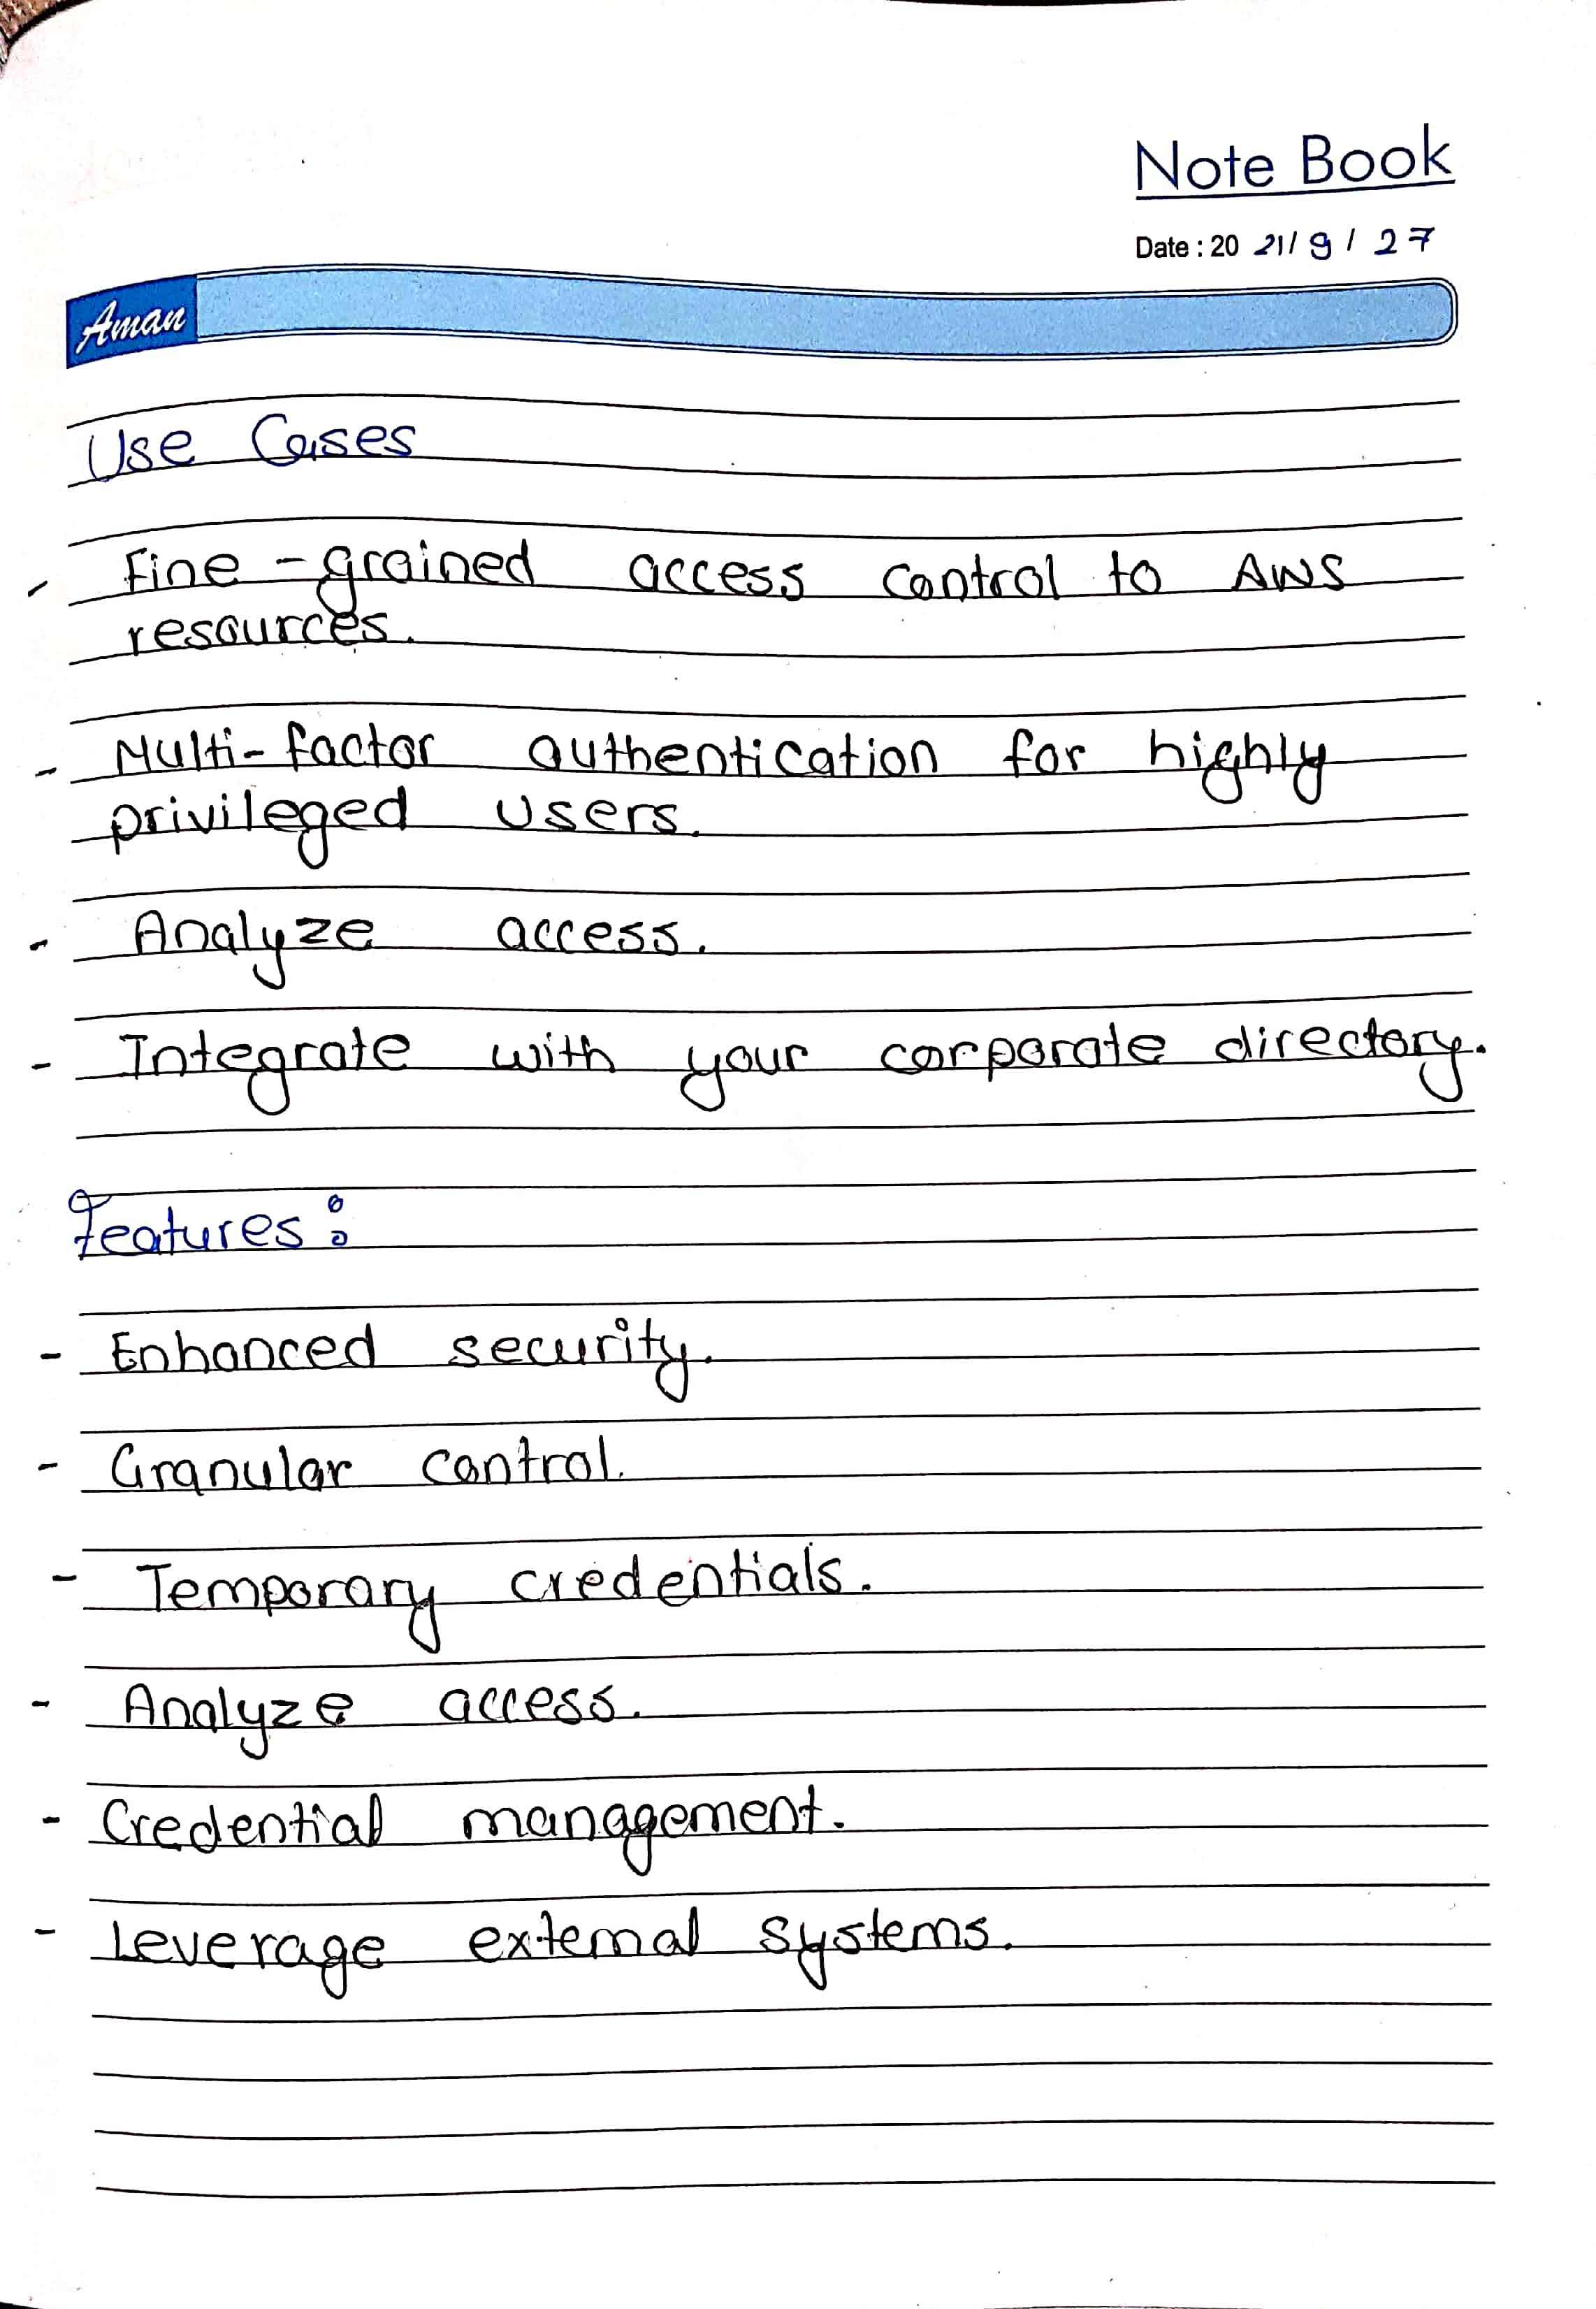 Note Book
Date : 20 21/ 9 / 27
Aman
Use Cases
- Fine-grained access control to AWS
resources.
- Multi-factor authentication for highly
privileged users.
- Analyze access.
- Integrate with your corporate directory.
Features:
- Enhanced security.
- Granular control.
- Temporary credentials.
- Analyze access.
- Credential management.
- Leverage external systems.